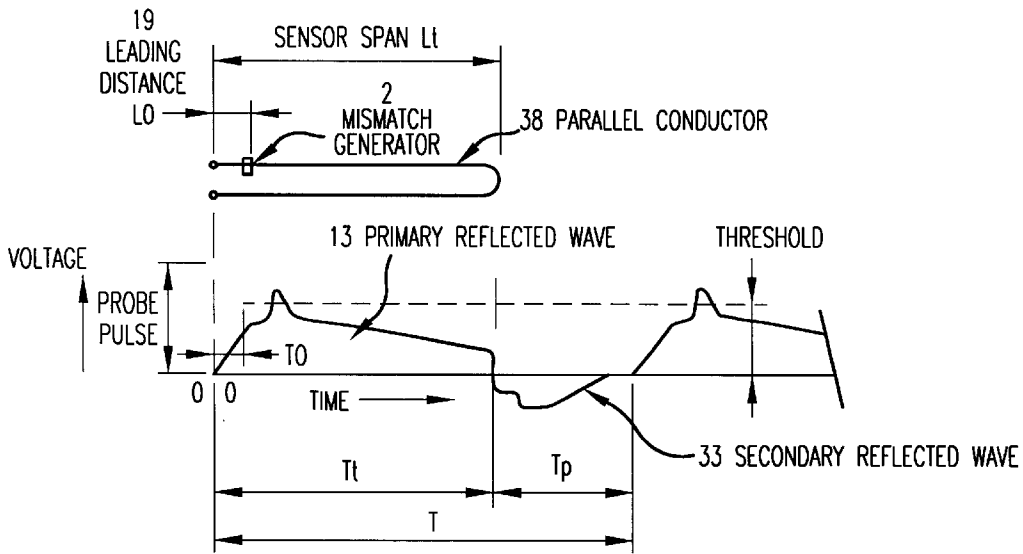 19
LEADING
DISTANCE
L0
SENSOR SPAN Lt
2
MISMATCH
GENERATOR
38 PARALLEL CONDUCTOR
13 PRIMARY REFLECTED WAVE
THRESHOLD
VOLTAGE
PROBE
PULSE
T0
0 0
TIME
33 SECONDARY REFLECTED WAVE
Tt
Tp
T